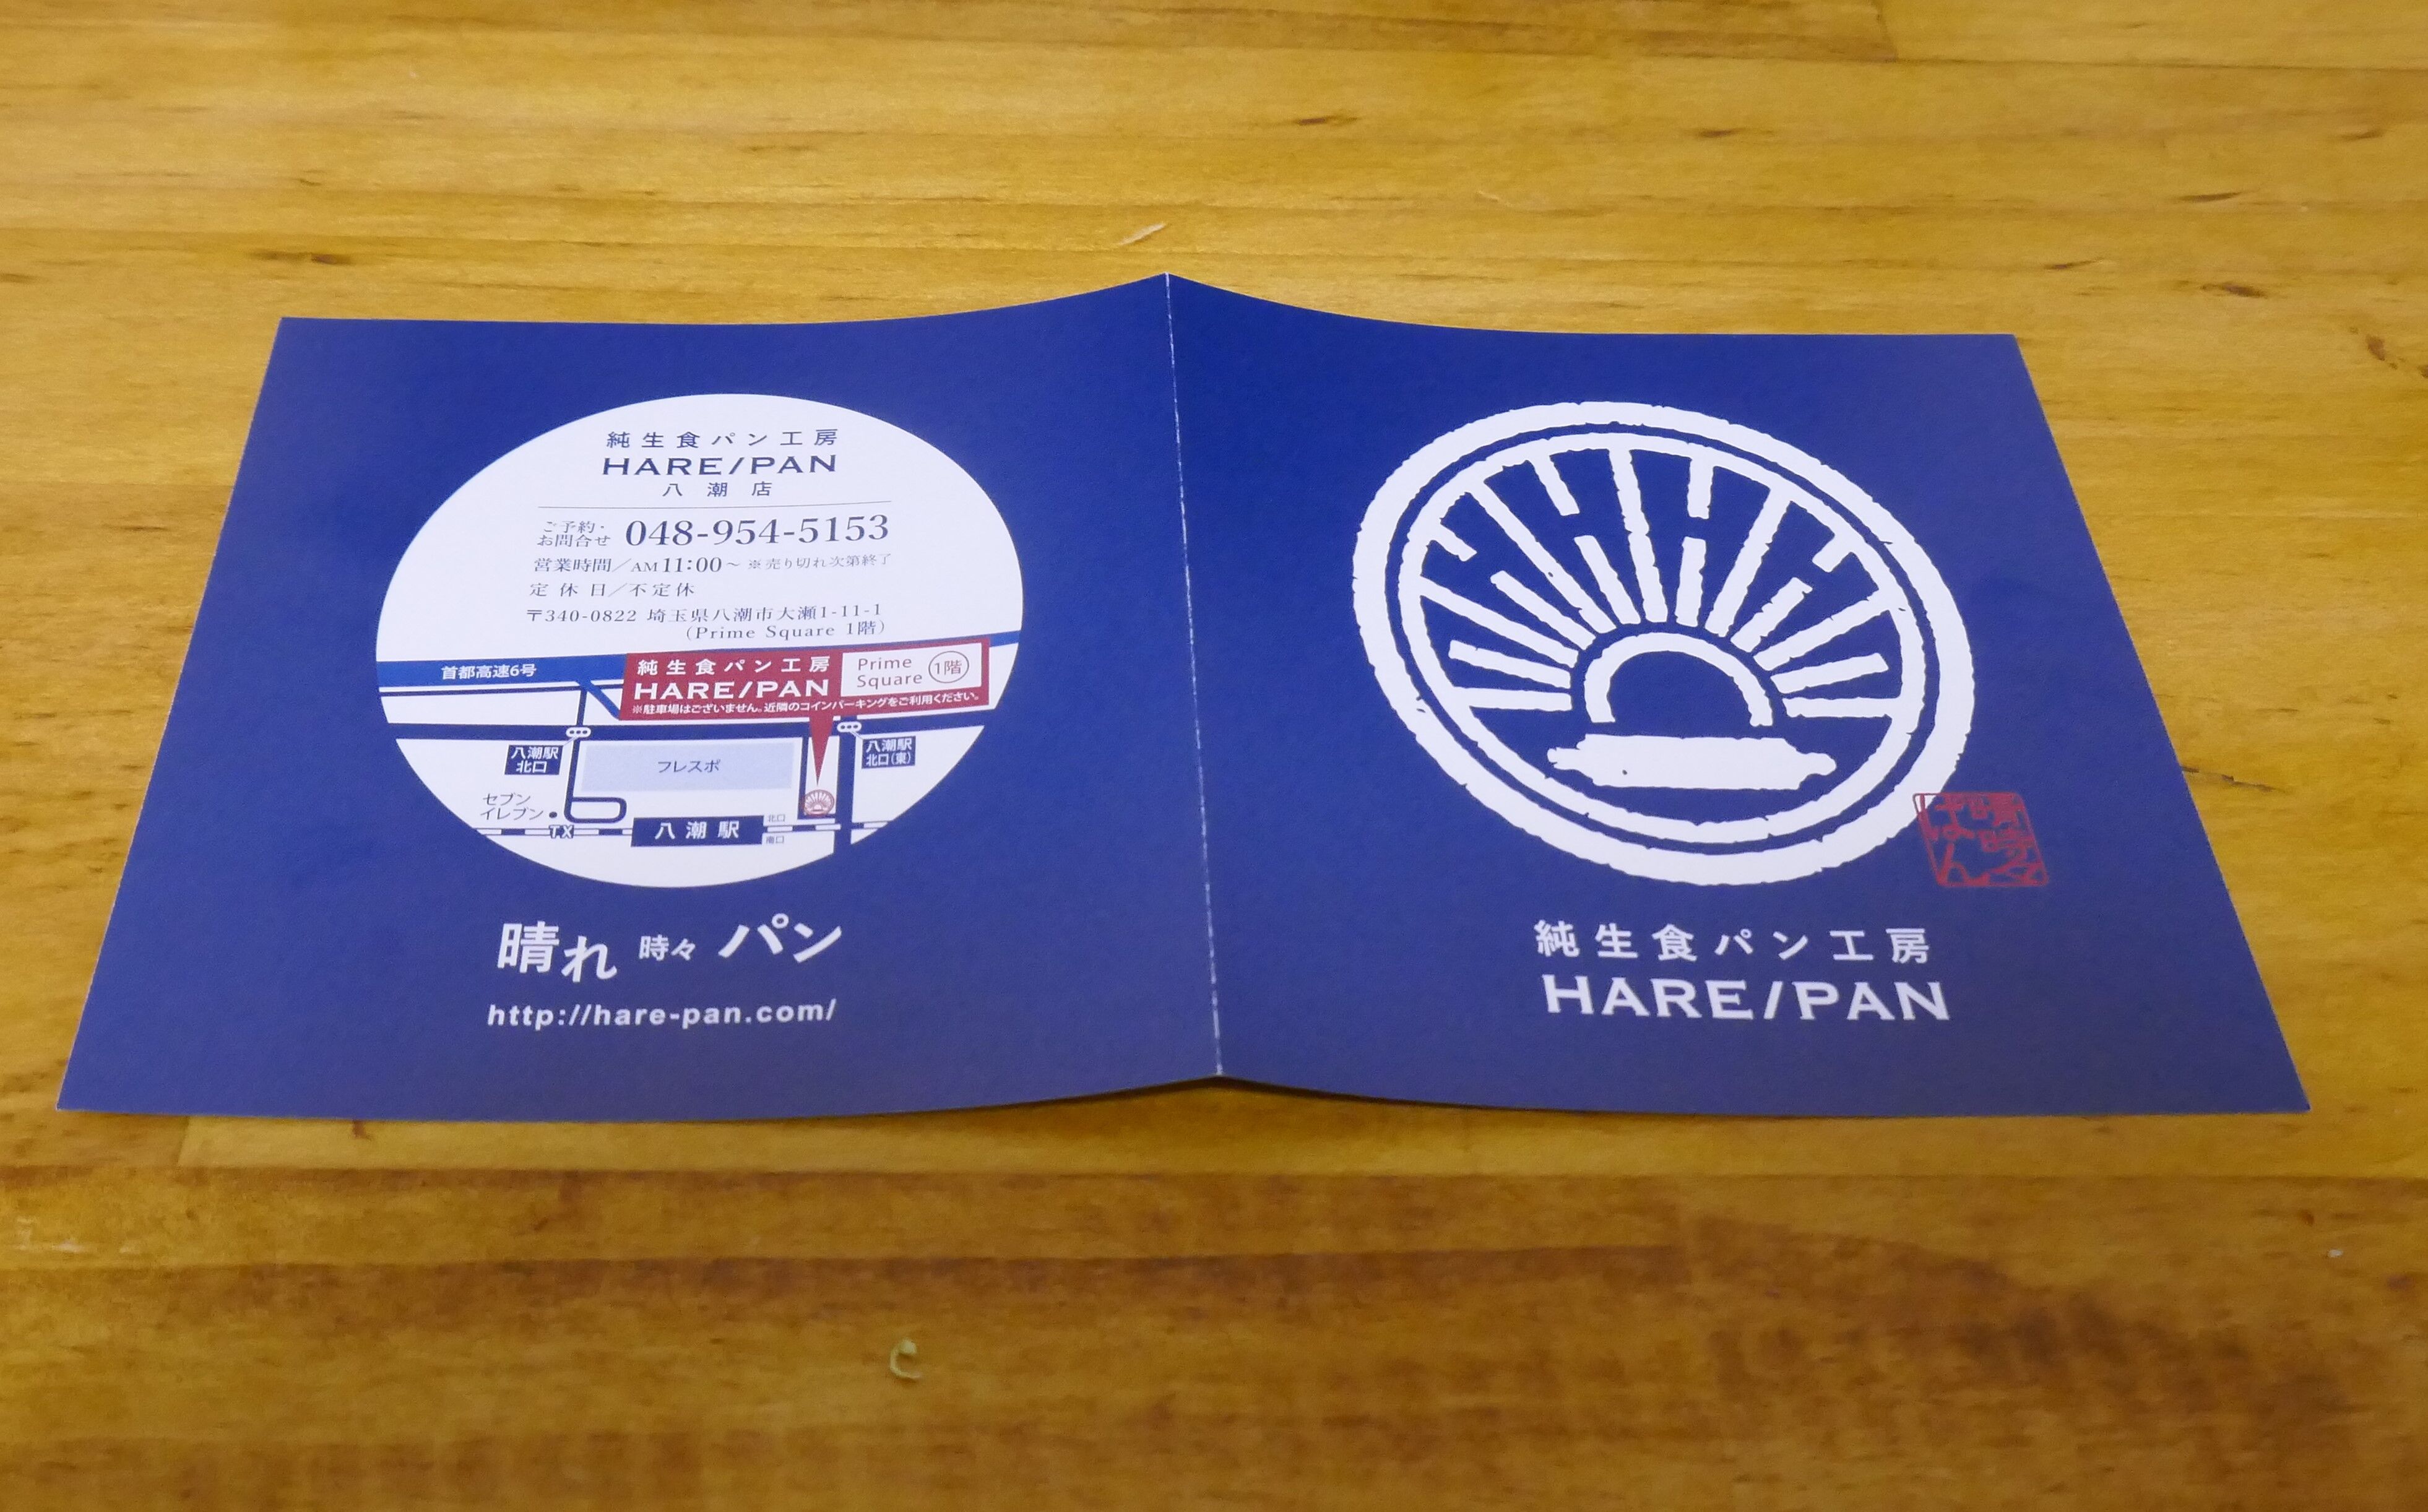 純生食パン工房
HARE/PAN
八潮店
ご予約・
お問合せ 048-954-5153
営業時間／AM11:00～ ※売り切れ次第終了
定休日／不定休
〒340-0822 埼玉県八潮市大瀬1-11-1
（Prime Square 1階）
首都高速6号
純生食パン工房
HARE/PAN
Prime
Square
1階
※駐車場はございません。近隣のコインパーキングをご利用ください。
八潮駅
北口
八潮駅
北口(東)
フレスポ
セブン
イレブン
TX
八潮駅
北口
南口
晴れ 時々 パン
http://hare-pan.com/
晴時々
ぱん
純生食パン工房
HARE/PAN